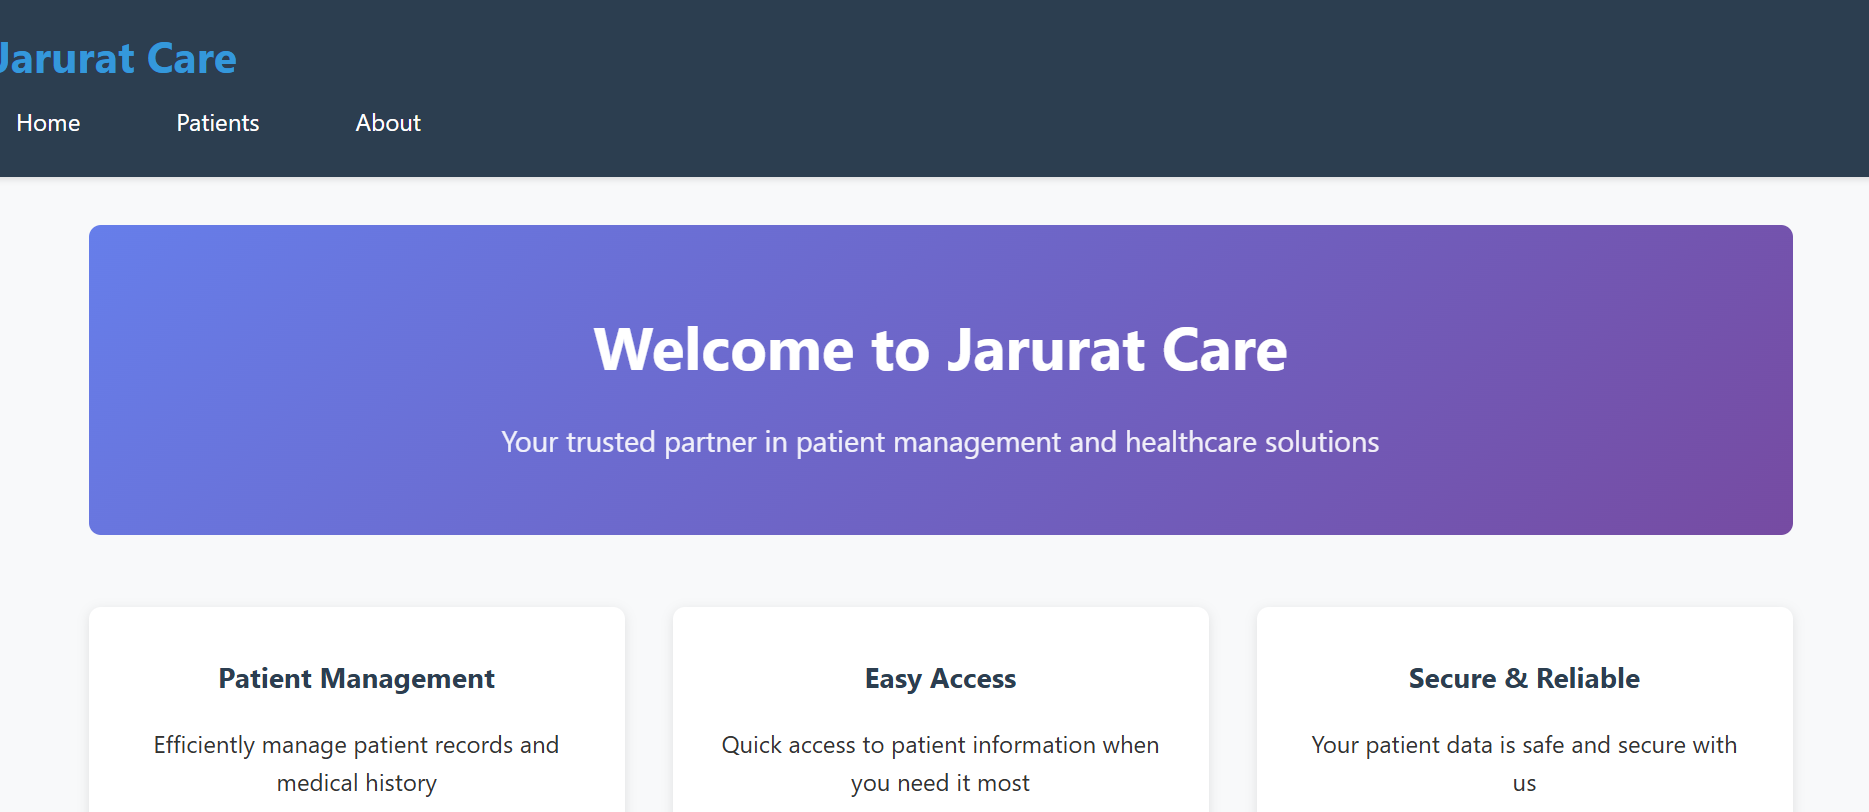 Jarurat Care
Home Patients About
Welcome to Jarurat Care
Your trusted partner in patient management and healthcare solutions
Patient Management
Efficiently manage patient records and
medical history
Easy Access
Quick access to patient information when
you need it most
Secure & Reliable
Your patient data is safe and secure with
us